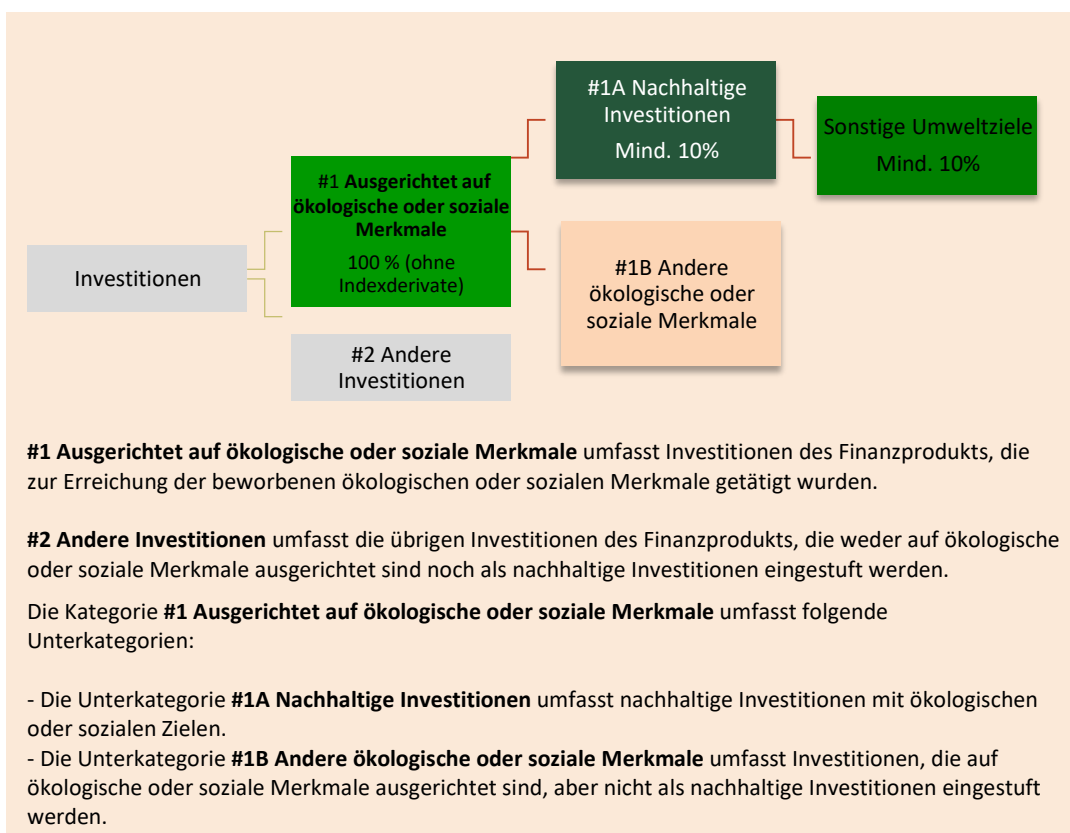 #1A Nachhaltige
Investitionen
Mind. 10%
Sonstige Umweltziele
Mind. 10%
#1 Ausgerichtet auf
ökologische oder soziale
Merkmale
100 % (ohne
Indexderivate)
Investitionen
#1B Andere
ökologische oder
soziale Merkmale
#2 Andere
Investitionen
#1 Ausgerichtet auf ökologische oder soziale Merkmale umfasst Investitionen des Finanzprodukts, die
zur Erreichung der beworbenen ökologischen oder sozialen Merkmale getätigt wurden.
#2 Andere Investitionen umfasst die übrigen Investitionen des Finanzprodukts, die weder auf ökologische
oder soziale Merkmale ausgerichtet sind noch als nachhaltige Investitionen eingestuft werden.
Die Kategorie #1 Ausgerichtet auf ökologische oder soziale Merkmale umfasst folgende
Unterkategorien:
- Die Unterkategorie #1A Nachhaltige Investitionen umfasst nachhaltige Investitionen mit ökologischen
oder sozialen Zielen.
- Die Unterkategorie #1B Andere ökologische oder soziale Merkmale umfasst Investitionen, die auf
ökologische oder soziale Merkmale ausgerichtet sind, aber nicht als nachhaltige Investitionen eingestuft
werden.